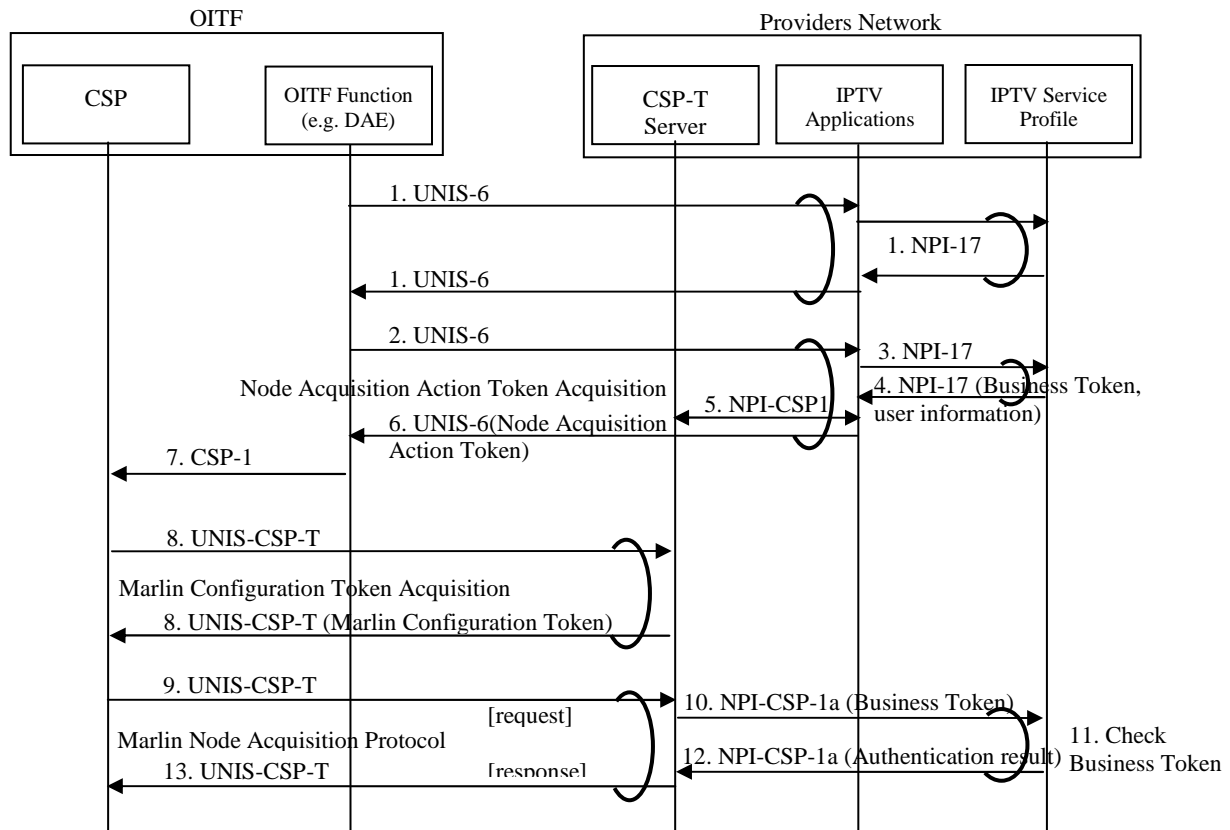 OITF
Providers Network
CSP
OITF Function
(e.g. DAE)
CSP-T
Server
IPTV
Applications
IPTV Service
Profile
1. UNIS-6
1. NPI-17
1. UNIS-6
2. UNIS-6
3. NPI-17
Node Acquisition Action Token Acquisition
4. NPI-17 (Business Token,
user information)
5. NPI-CSP1
6. UNIS-6(Node Acquisition
Action Token)
7. CSP-1
8. UNIS-CSP-T
Marlin Configuration Token Acquisition
8. UNIS-CSP-T (Marlin Configuration Token)
9. UNIS-CSP-T
[request]
10. NPI-CSP-1a (Business Token)
Marlin Node Acquisition Protocol
11. Check
Business Token
12. NPI-CSP-1a (Authentication result)
13. UNIS-CSP-T
[response]